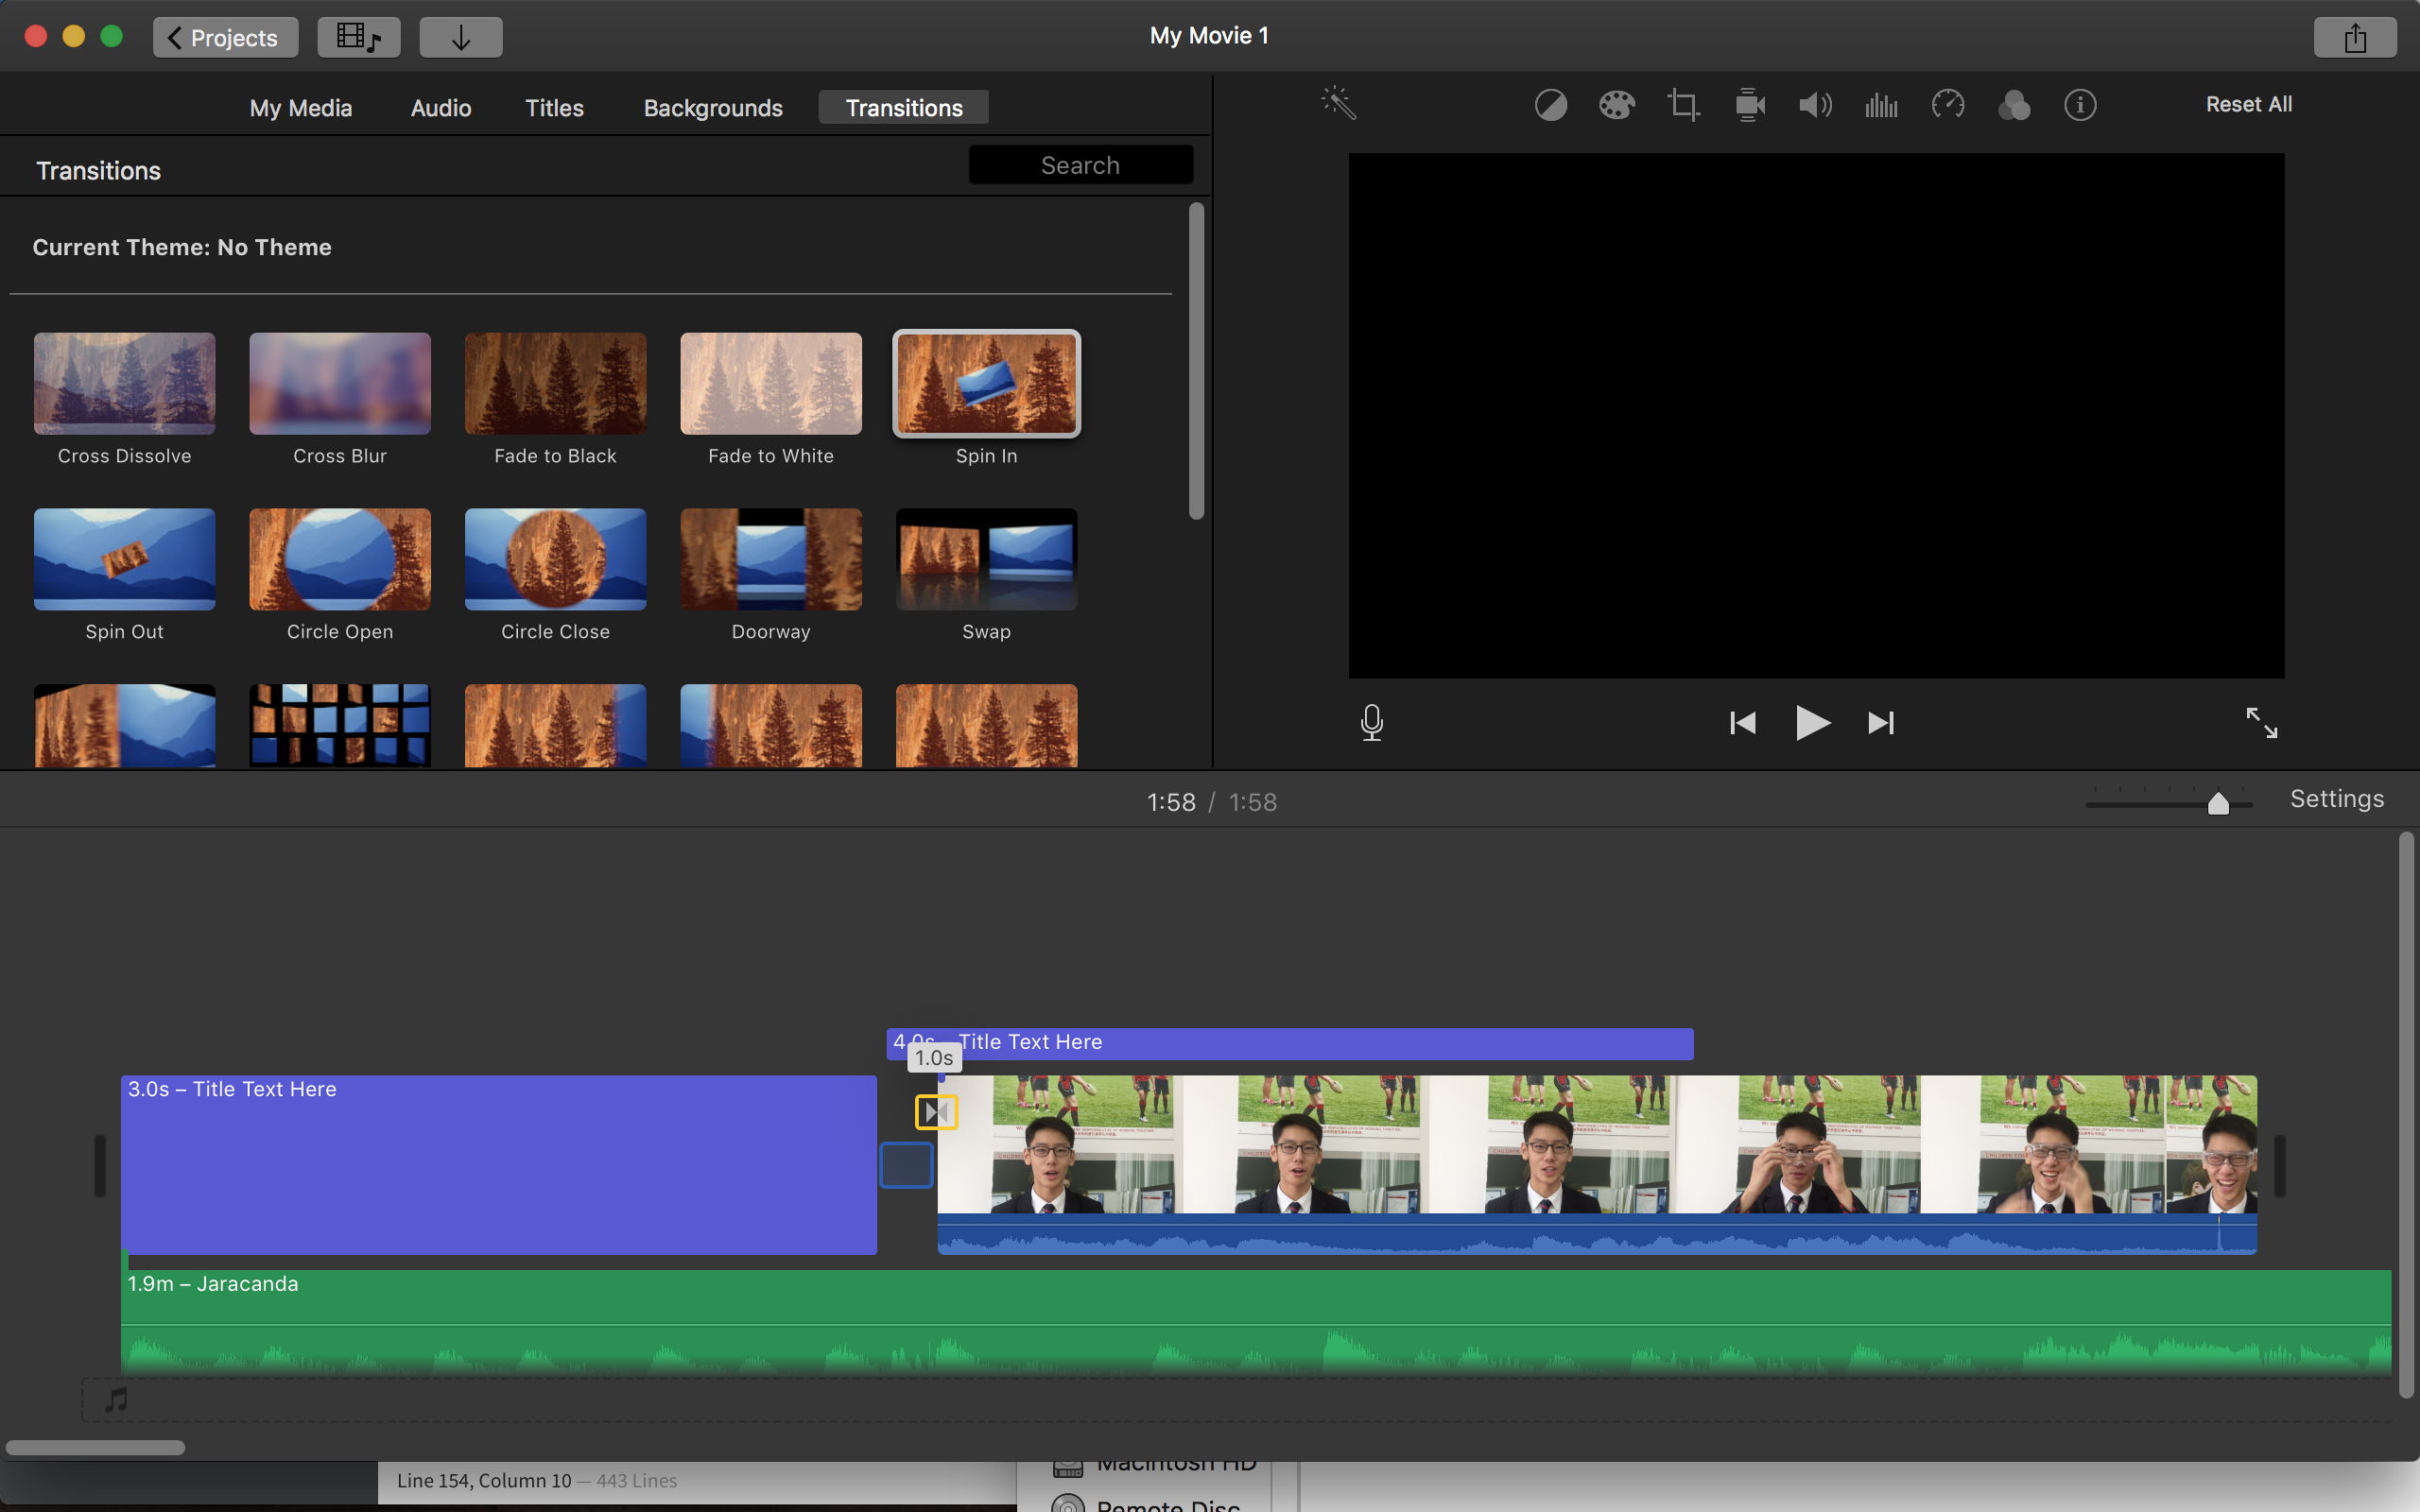 Projects
My Movie 1
My Media
Audio
Titles
Backgrounds
Transitions
Reset All
Transitions
Search
Current Theme: No Theme
Cross Dissolve
Cross Blur
Fade to Black
Fade to White
Spin In
Spin Out
Circle Open
Circle Close
Doorway
Swap
1:58 / 1:58
Settings
4.0s – Title Text Here
1.0s
3.0s – Title Text Here
1.9m – Jaracanda
Line 154, Column 10 — 443 Lines
Macintosh HD
Remote Disc